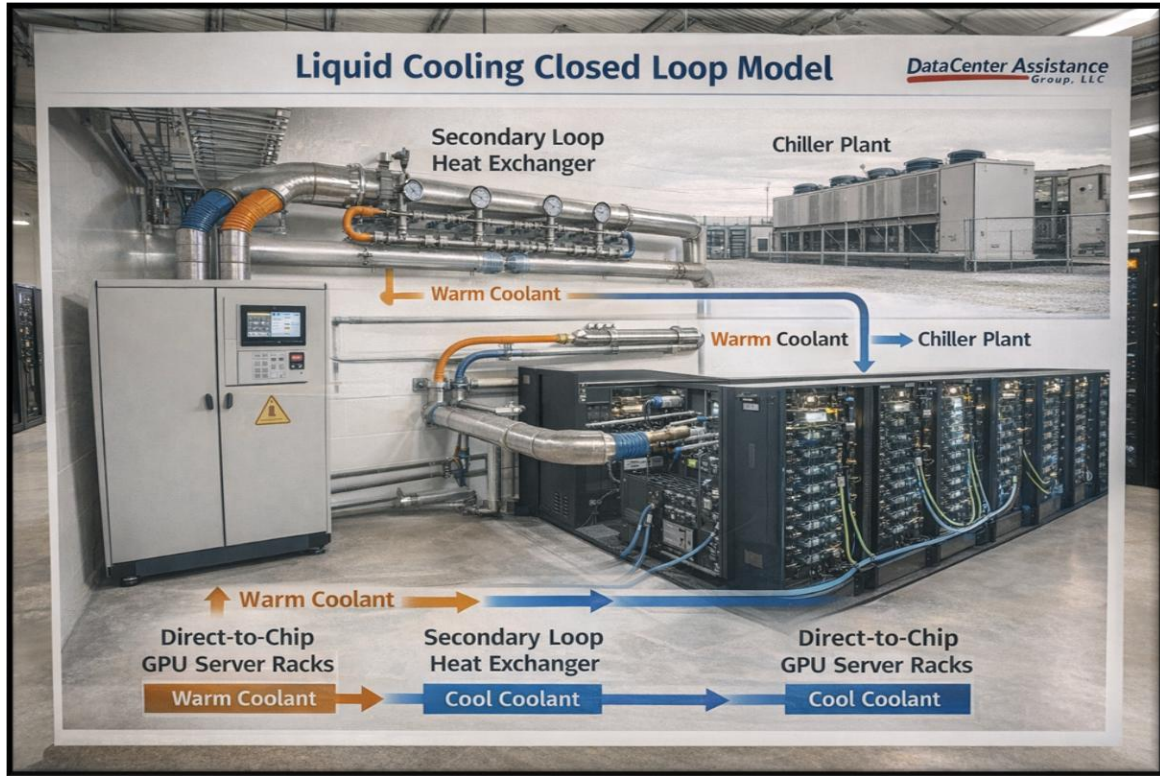 Liquid Cooling Closed Loop Model
DataCenter Assistance
Group, LLC
Secondary Loop
Heat Exchanger
Chiller Plant
Warm Coolant
Warm Coolant
Chiller Plant
Warm Coolant
Direct-to-Chip
GPU Server Racks
Secondary Loop
Heat Exchanger
Direct-to-Chip
GPU Server Racks
Warm Coolant
Cool Coolant
Cool Coolant